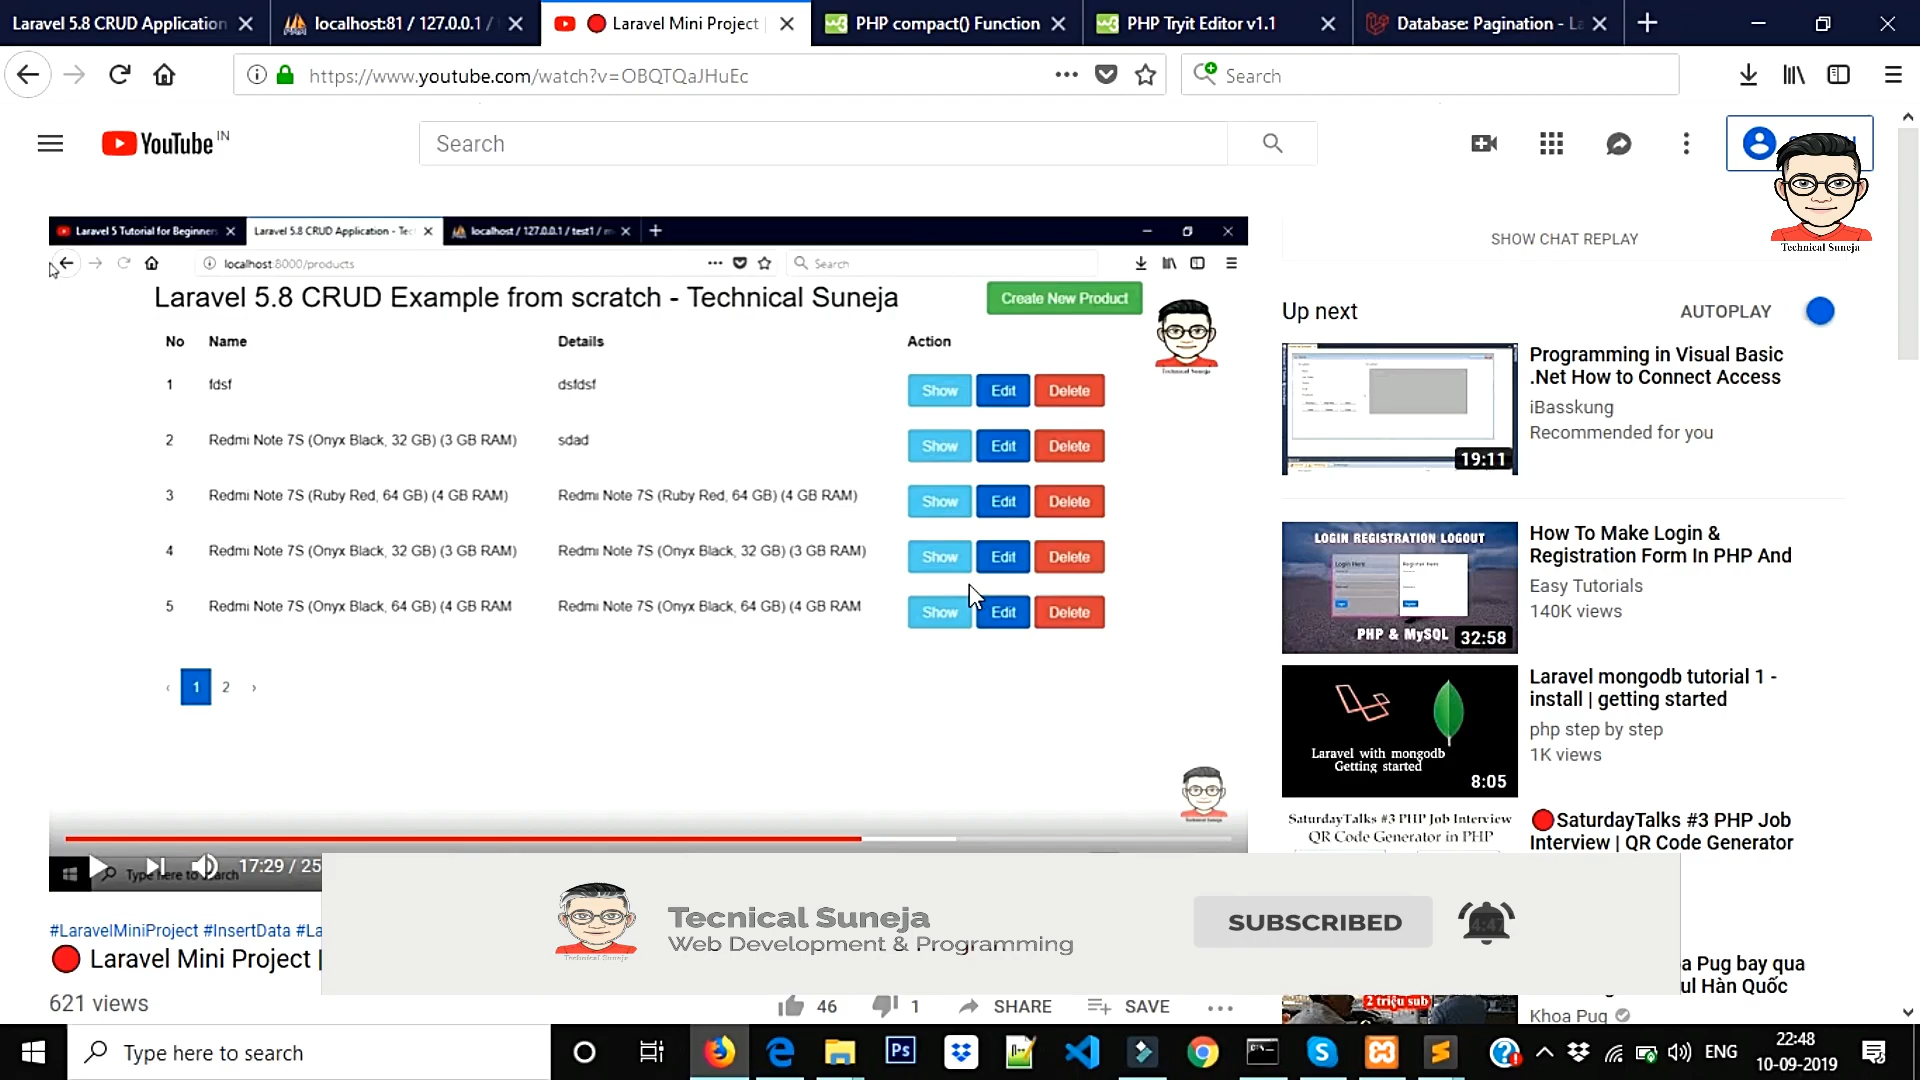 Laravel 5.8 CRUD Application
localhost:81 / 127.0.0.1 /
Laravel Mini Project
PHP compact() Function
PHP Tryit Editor v1.1
Database: Pagination - La
https://www.youtube.com/watch?v=OBQTQaJHuEc
Search
YouTube IN
Search
Technical Suneja
Laravel 5 Tutorial for Beginners
Laravel 5.8 CRUD Application - Tec
localhost / 127.0.0.1 / test1 /
localhost:8000/products
Search
Laravel 5.8 CRUD Example from scratch - Technical Suneja
Create New Product
No Name Details Action
1 fdsf dsfdsf Show Edit Delete
2 Redmi Note 7S (Onyx Black, 32 GB) (3 GB RAM) sdad Show Edit Delete
3 Redmi Note 7S (Ruby Red, 64 GB) (4 GB RAM) Redmi Note 7S (Ruby Red, 64 GB) (4 GB RAM) Show Edit Delete
4 Redmi Note 7S (Onyx Black, 32 GB) (3 GB RAM) Redmi Note 7S (Onyx Black, 32 GB) (3 GB RAM) Show Edit Delete
5 Redmi Note 7S (Onyx Black, 64 GB) (4 GB RAM Redmi Note 7S (Onyx Black, 64 GB) (4 GB RAM Show Edit Delete
‹ 1 2 ›
17:29 / 25
Type here to search
#LaravelMiniProject #InsertData #La
Laravel Mini Project |
621 views
46 1 SHARE SAVE
Tecnical Suneja
Web Development & Programming
SUBSCRIBED
SHOW CHAT REPLAY
Up next AUTOPLAY
19:11
Programming in Visual Basic
.Net How to Connect Access
iBasskung
Recommended for you
LOGIN REGISTRATION LOGOUT
PHP & MySQL 32:58
How To Make Login &
Registration Form In PHP And
Easy Tutorials
140K views
Laravel with mongodb
Getting started
8:05
Laravel mongodb tutorial 1 -
install | getting started
php step by step
1K views
SaturdayTalks #3 PHP Job Interview
QR Code Generator in PHP
4:47
SaturdayTalks #3 PHP Job
Interview | QR Code Generator
2 triệu sub
a Pug bay qua
ul Hàn Quốc
Khoa Pug
Type here to search
Ps
ENG
22:48
10-09-2019